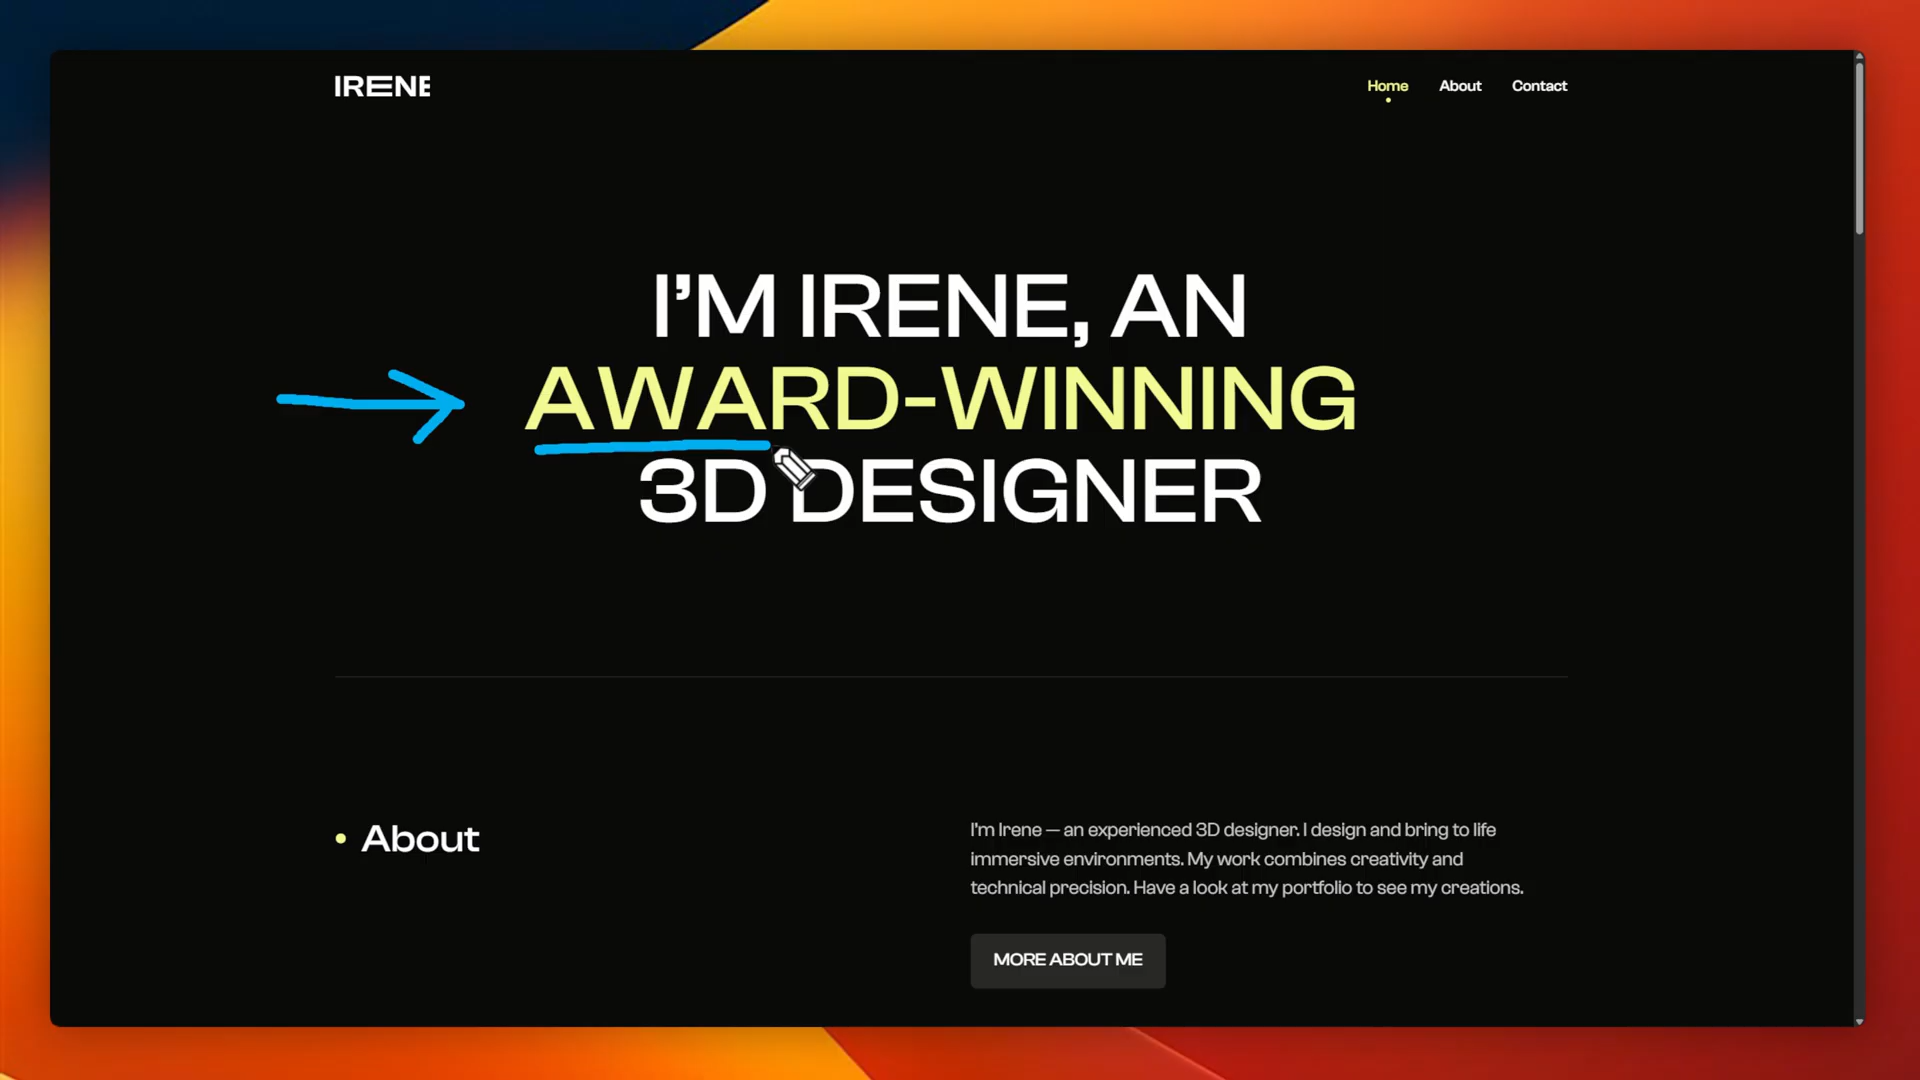 IRENE
Home About Contact
I'M IRENE, AN
AWARD-WINNING
3D DESIGNER
About
I'm Irene — an experienced 3D designer. I design and bring to life
immersive environments. My work combines creativity and
technical precision. Have a look at my portfolio to see my creations.
MORE ABOUT ME